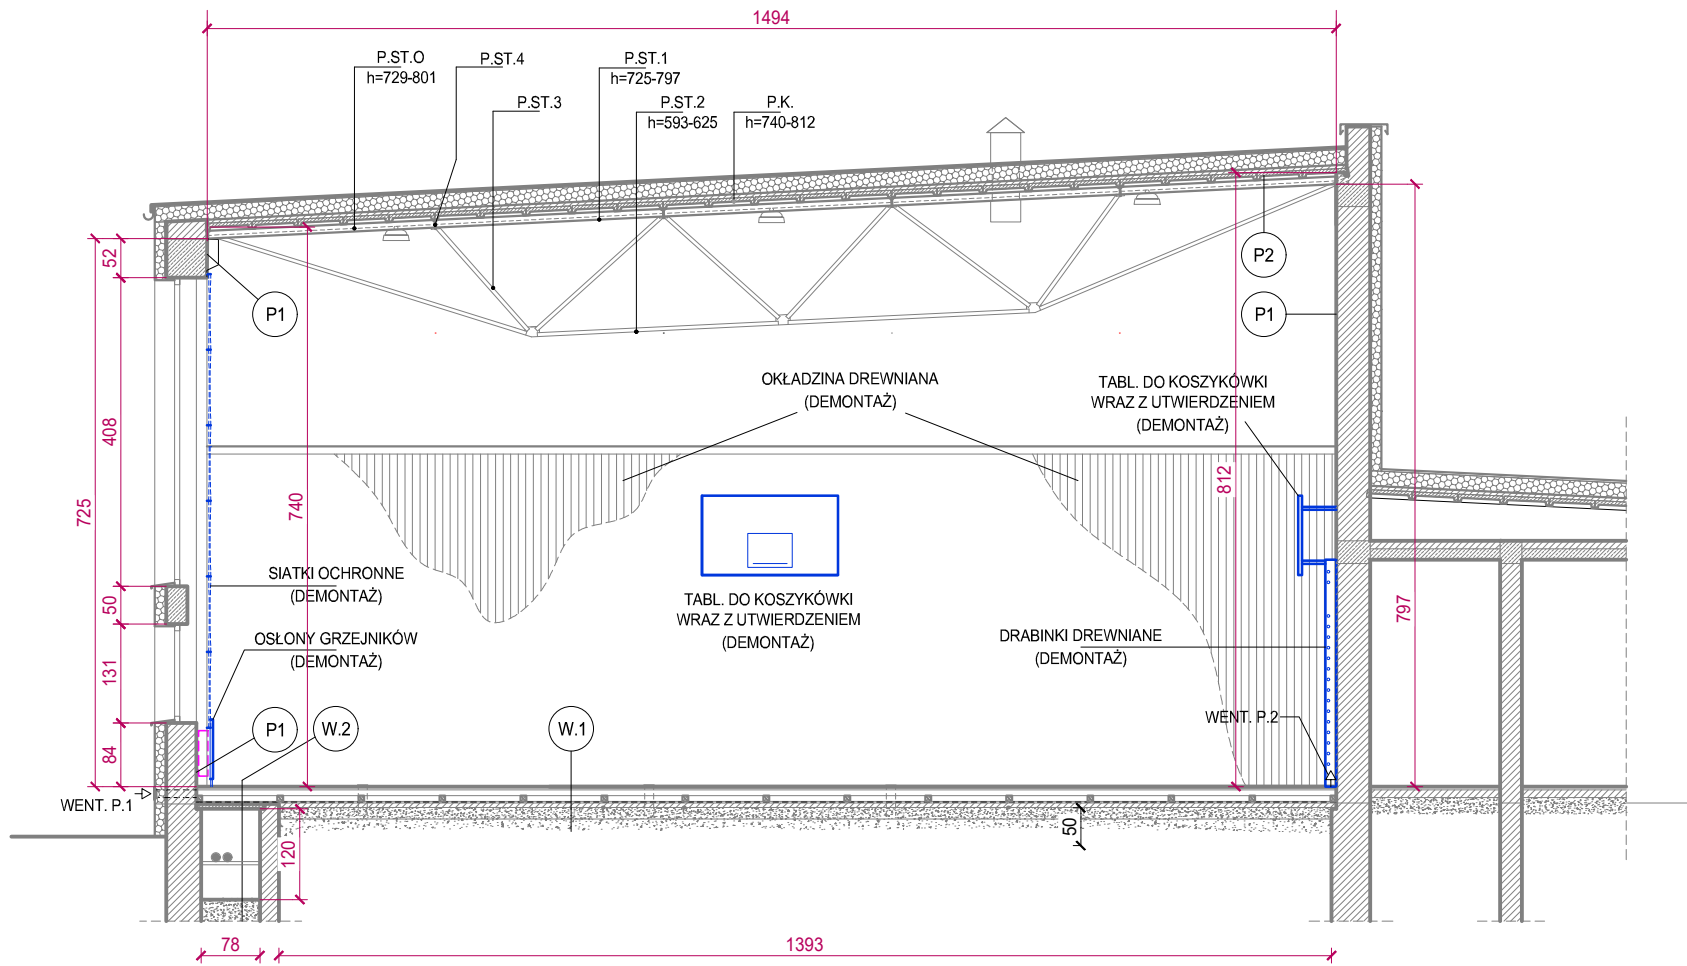 1494
P.ST.O
h=729-801
P.ST.4
P.ST.1
h=725-797
P.ST.3
P.ST.2
h=593-625
P.K.
h=740-812
52
P1
P2
P1
408
725
740
812
797
OKŁADZINA DREWNIANA
(DEMONTAŻ)
TABL. DO KOSZYKÓWKI
WRAZ Z UTWIERDZENIEM
(DEMONTAŻ)
SIATKI OCHRONNE
(DEMONTAŻ)
50
TABL. DO KOSZYKÓWKI
WRAZ Z UTWIERDZENIEM
(DEMONTAŻ)
OSŁONY GRZEJNIKÓW
(DEMONTAŻ)
DRABINKI DREWNIANE
(DEMONTAŻ)
131
P1
W.2
W.1
WENT. P.2
84
WENT. P.1
50
120
78
1393